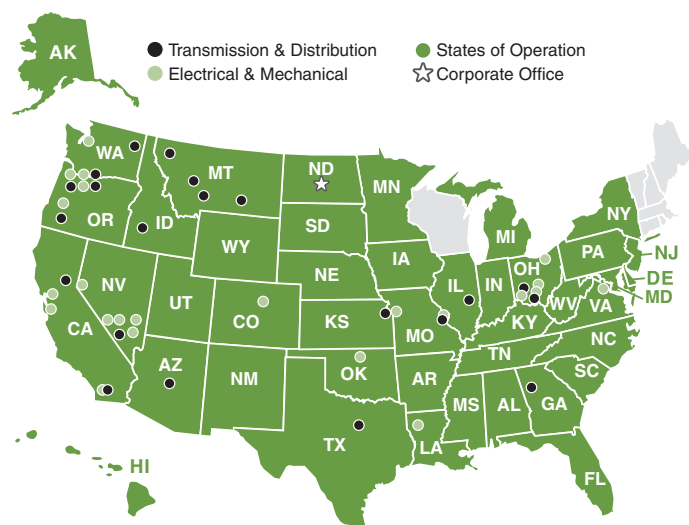 AK
Transmission & Distribution
States of Operation
Electrical & Mechanical
Corporate Office
WA
MT
ND
MN
OR
ID
SD
WY
MI
NY
NJ
PA
DE
MD
IA
NE
NV
UT
CO
KS
CA
IL
IN
OH
WV
VA
MO
KY
NC
TN
AZ
NM
OK
AR
SC
MS
AL
GA
TX
LA
FL
HI